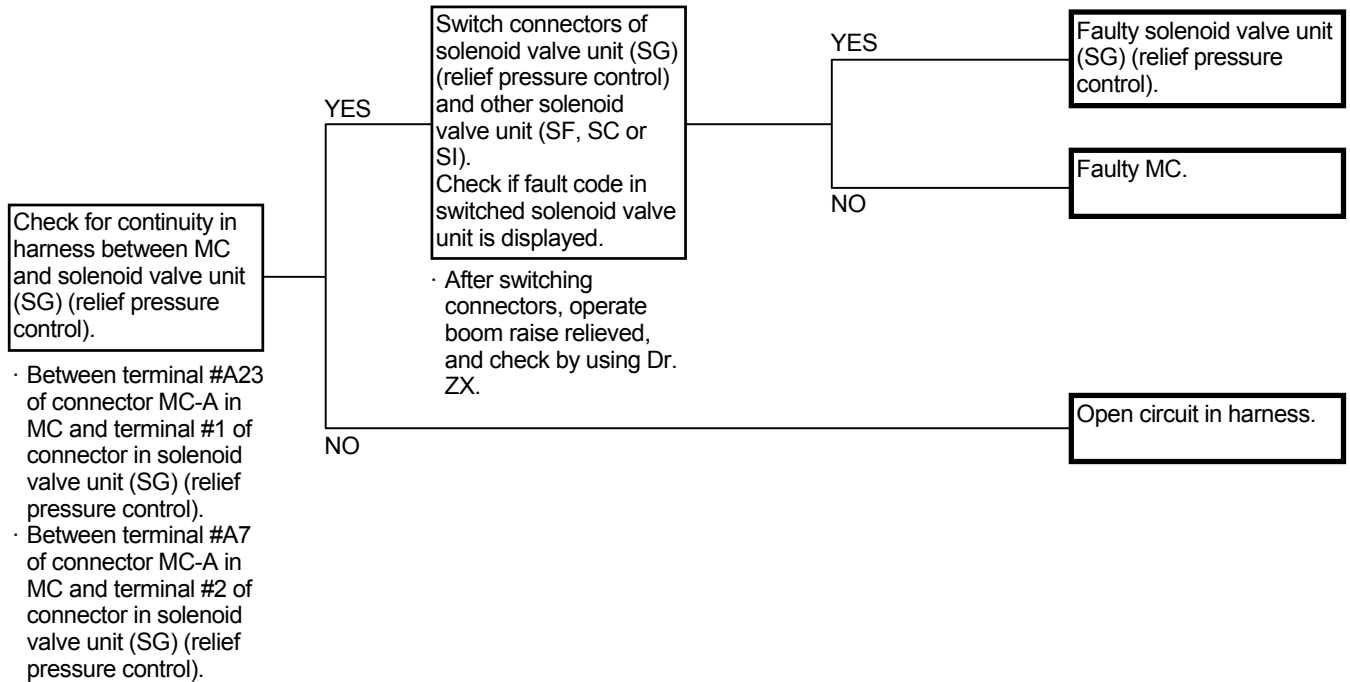 Check for continuity in
harness between MC
and solenoid valve unit
(SG) (relief pressure
control).
· Between terminal #A23
of connector MC-A in
MC and terminal #1 of
connector in solenoid
valve unit (SG) (relief
pressure control).
· Between terminal #A7
of connector MC-A in
MC and terminal #2 of
connector in solenoid
valve unit (SG) (relief
pressure control).
YES
Switch connectors of
solenoid valve unit (SG)
(relief pressure control)
and other solenoid
valve unit (SF, SC or
SI).
Check if fault code in
switched solenoid valve
unit is displayed.
· After switching
connectors, operate
boom raise relieved,
and check by using Dr.
ZX.
YES
Faulty solenoid valve unit
(SG) (relief pressure
control).
NO
Faulty MC.
NO
Open circuit in harness.